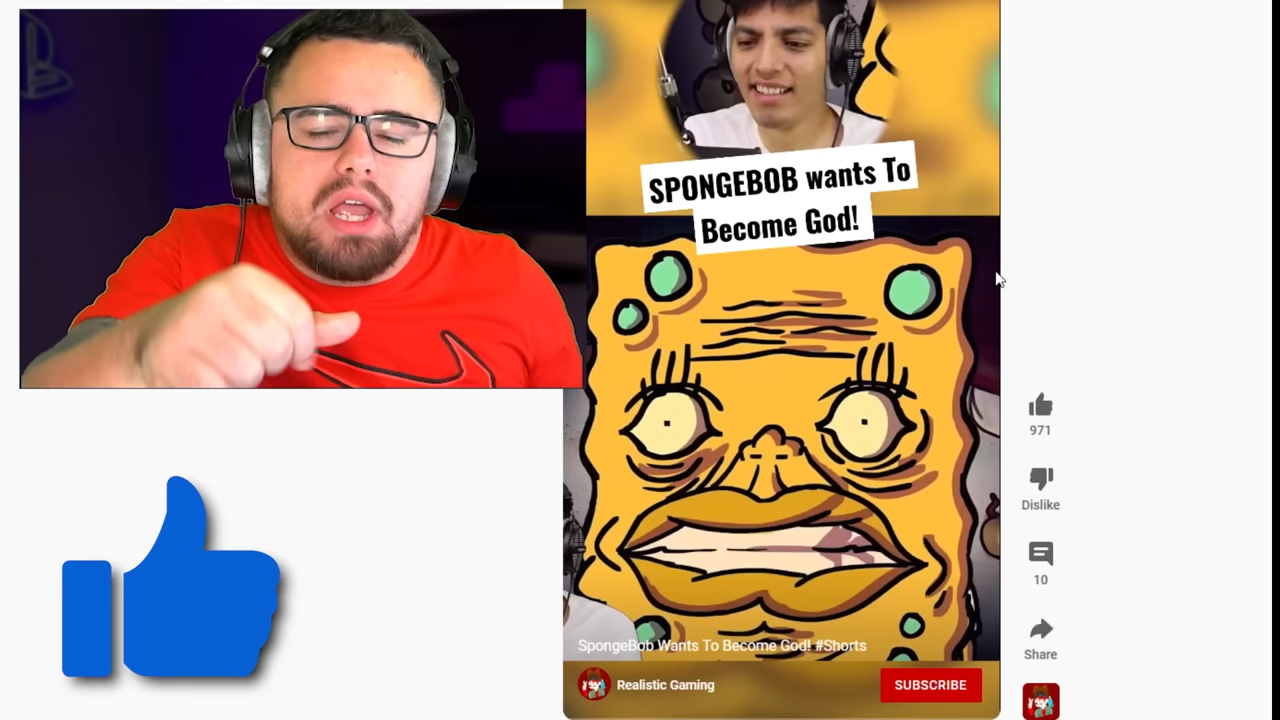 SPONGEBOB wants To
Become God!
971
Dislike
10
Share
SpongeBob Wants To Become God! #Shorts
Realistic Gaming
SUBSCRIBE